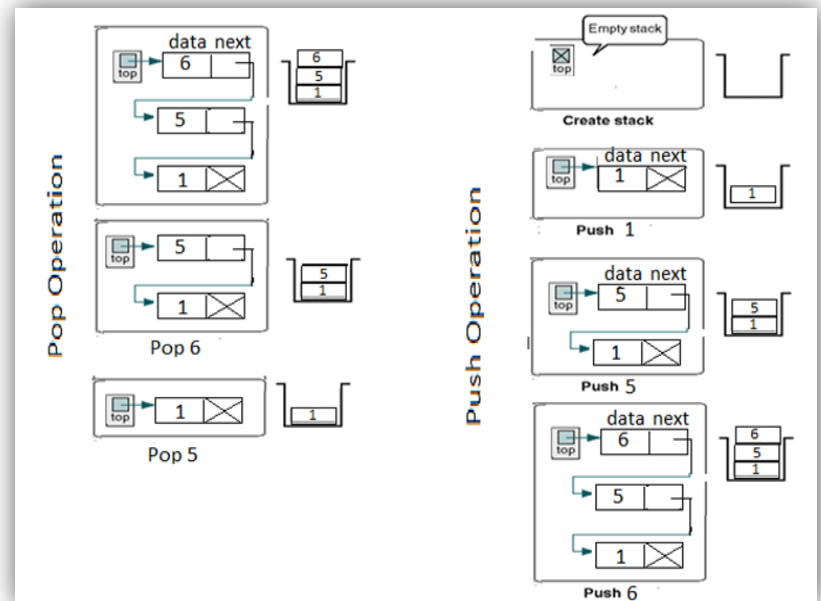 Pop Operation
data next
top
6
5
1
6
5
1
top
5
1
5
1
Pop 6
top
1
1
Pop 5
Push Operation
Empty stack
top
Create stack
data next
top
1
1
Push 1
data next
top
5
1
5
1
Push 5
data next
top
6
5
1
6
5
1
Push 6